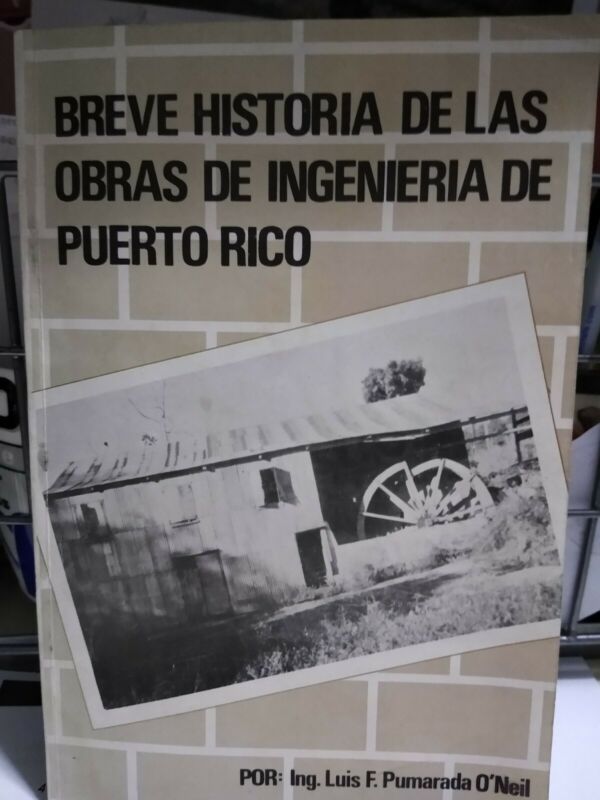 BREVE HISTORIA DE LAS
OBRAS DE INGENIERIA DE
PUERTO RICO
POR: Ing. Luis F. Pumarada O'Neil